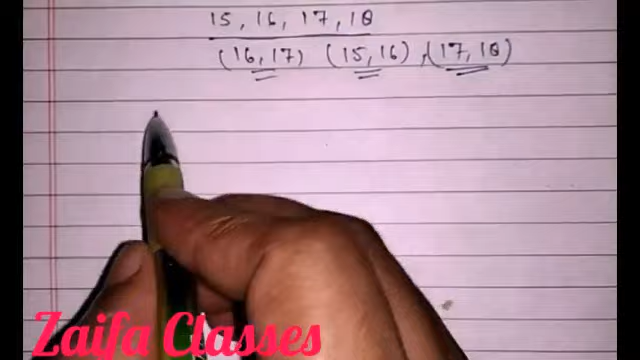 15, 16, 17, 18
(16, 17) (15, 16), (17, 18)
Zaifa Classes